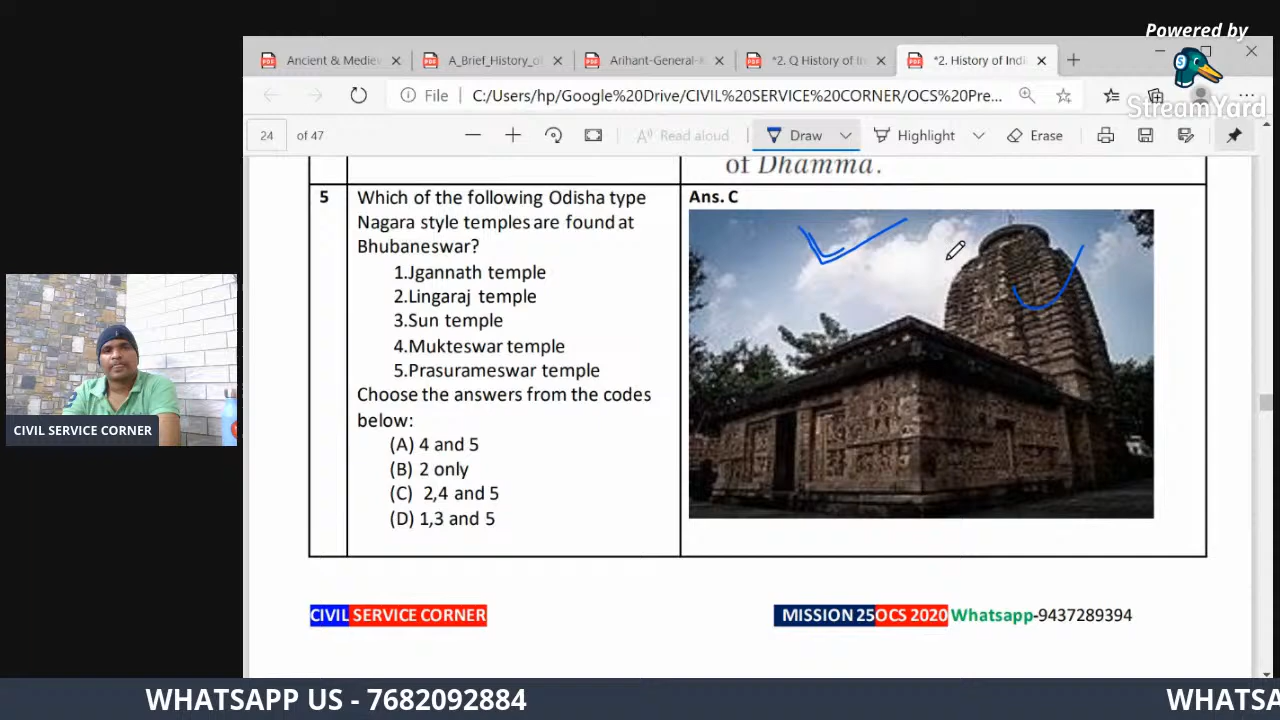 Powered by
StreamYard
Ancient & Mediev
A_Brief_History_o
Arihant-General-K
*2. Q History of In
*2. History of Indi
File
C:/Users/hp/Google%20Drive/CIVIL%20SERVICE%20CORNER/OCS%20Pre...
24 of 47
Read aloud
Draw
Highlight
Erase
of Dhamma.
5
Which of the following Odisha type
Nagara style temples are found at
Bhubaneswar?
1.Jgannath temple
2.Lingaraj temple
3.Sun temple
4.Mukteswar temple
5.Prasurameswar temple
Choose the answers from the codes
below:
(A) 4 and 5
(B) 2 only
(C) 2,4 and 5
(D) 1,3 and 5
Ans. C
CIVIL SERVICE CORNER
CIVIL SERVICE CORNER
MISSION 25OCS 2020 Whatsapp-9437289394
WHATSAPP US - 7682092884
WHATSA